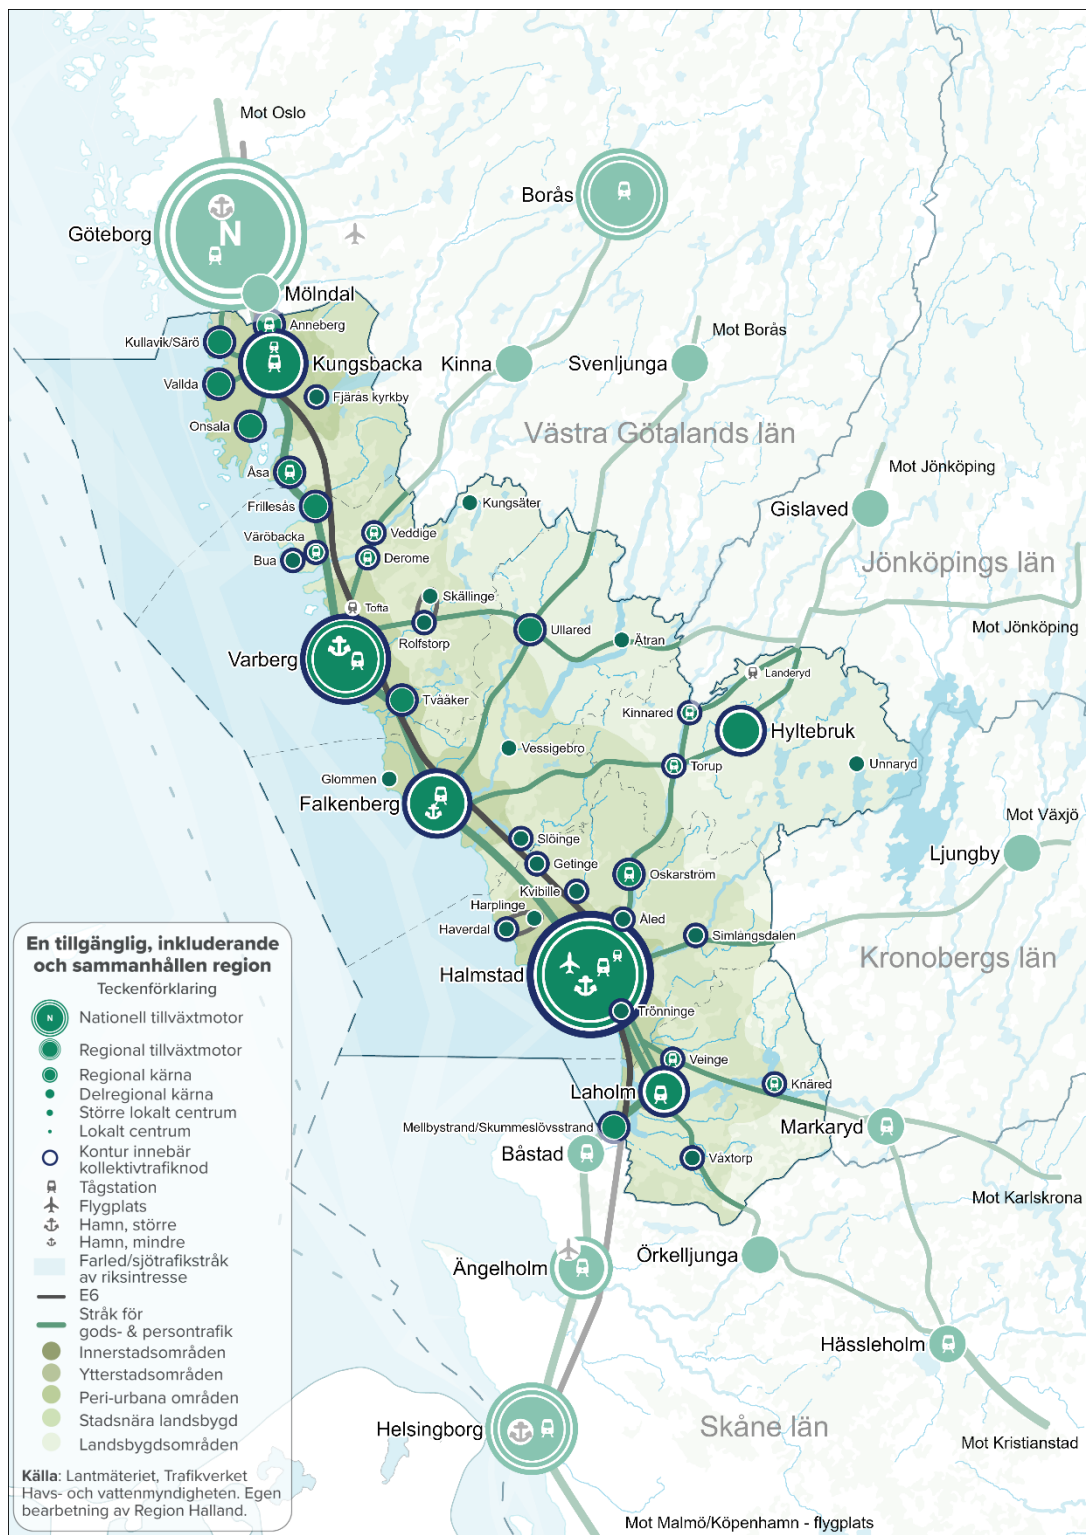 Mot Oslo
Borås
Göteborg
N
Mölndal
Anneberg
Kullavik/Särö
Mot Borås
Kungsbacka
Kinna
Svenljunga
Vallda
Fjärås kyrkby
Onsala
Västra Götalands län
Mot Jönköping
Åsa
Kungsäter
Gislaved
Frillesås
Väröbacka
Veddige
Bua
Derome
Jönköpings län
Skällinge
Tofta
Mot Jönköping
Rolfstorp
Ullared
Ätran
Varberg
Landeryd
Tvååker
Kinnared
Hyltebruk
Vessigebro
Torup
Unnaryd
Glommen
Falkenberg
Mot Växjö
Slöinge
Ljungby
Getinge
Oskarström
Kvibille
Harplinge
Åled
Haverdal
Simlångsdalen
Kronobergs län
Halmstad
Trönninge
Veinge
Knäred
Laholm
Mellbystrand/Skummeslövsstrand
Markaryd
Båstad
Våxtorp
Mot Karlskrona
Örkelljunga
Ängelholm
Hässleholm
Helsingborg
Skåne län
Mot Kristianstad
Mot Malmö/Köpenhamn - flygplats
En tillgänglig, inkluderande
och sammanhållen region
Teckenförklaring
N
Nationell tillväxtmotor
Regional tillväxtmotor
Regional kärna
Delregional kärna
Större lokalt centrum
Lokalt centrum
Kontur innebär
kollektivtrafiknod
Tågstation
Flygplats
Hamn, större
Hamn, mindre
Farled/sjötrafikstråk
av riksintresse
E6
Stråk för
gods- & persontrafik
Innerstadsområden
Ytterstadsområden
Peri-urbana områden
Stadsnära landsbygd
Landsbygdsområden
Källa: Lantmäteriet, Trafikverket
Havs- och vattenmyndigheten. Egen
bearbetning av Region Halland.